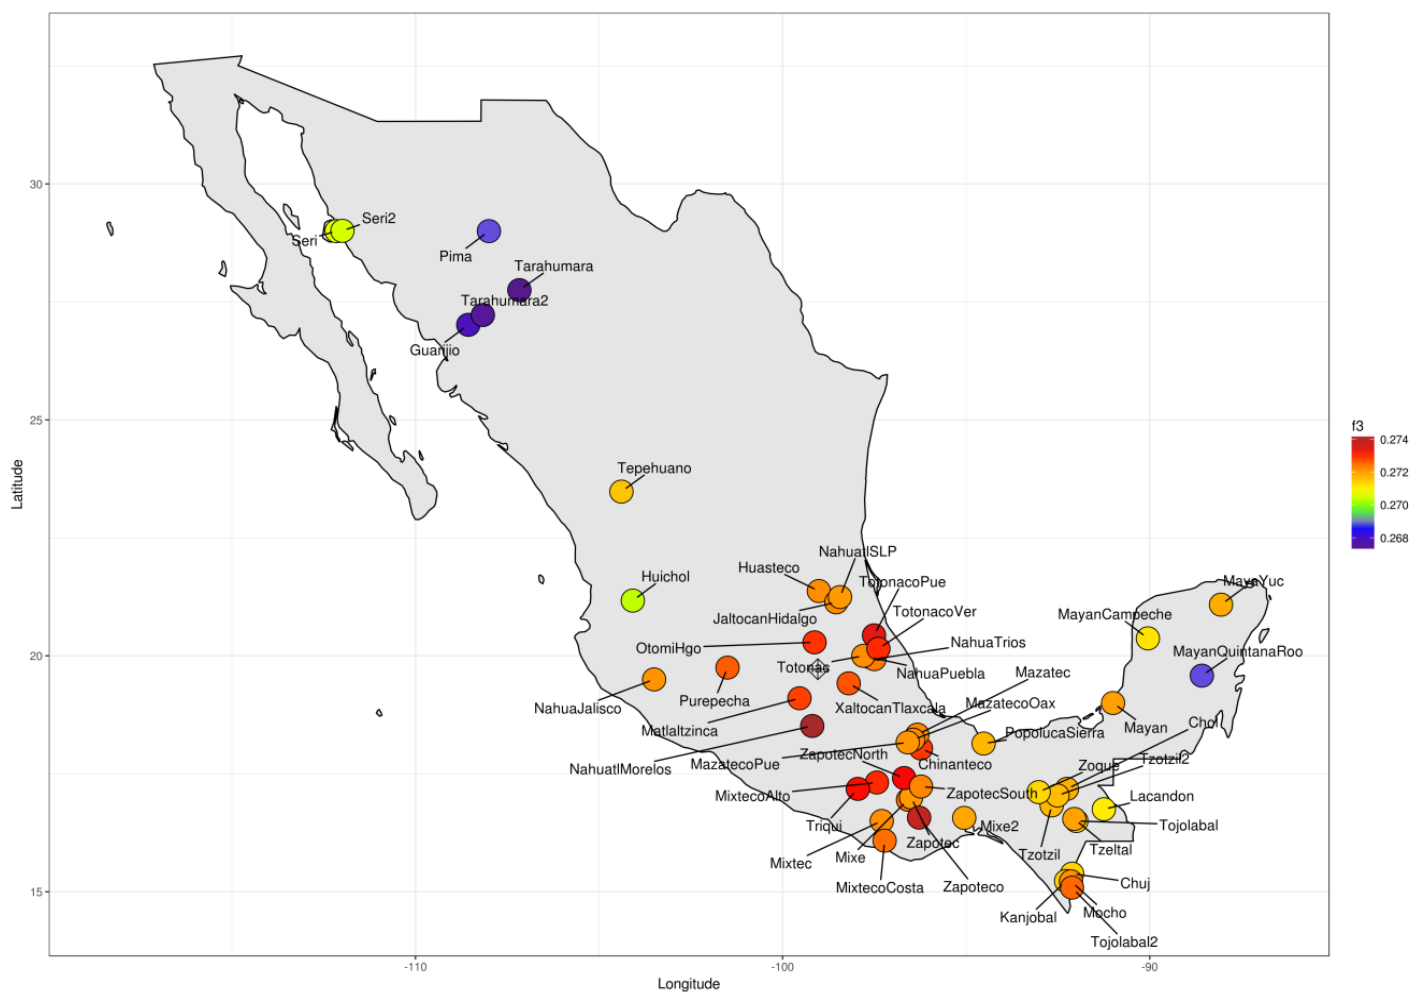 Seri2
Seri
Pima
Tarahumara
Tarahumara2
Guarijio
Tepehuano
Huichol
NahuatlSLP
Huasteco
TotonacoPue
JaltocanHidalgo
TotonacoVer
OtomiHgo
NahuaTrios
Totonac
NahuaPuebla
Mazatec
Purepecha
NahuaJalisco
XaltocanTlaxcala
MazatecoOax
Matlaltzinca
PopolucaSierra
NahuatlMorelos
MazatecoPue
ZapotecNorth
Chinanteco
MixtecoAlto
ZapotecSouth
Triqui
Mixe2
Zapotec
Mixtec
Mixe
MixtecoCosta
Zapoteco
MayaYuc
MayanCampeche
MayanQuintanaRoo
Mayan
Chol
Tzotzil2
Zoque
Lacandon
Tojolabal
Tzeltal
Tzotzil
Chuj
Kanjobal
Mocho
Tojolabal2
f3
0.274
0.272
0.270
0.268
30
25
20
15
Latitude
-110
-100
-90
Longitude